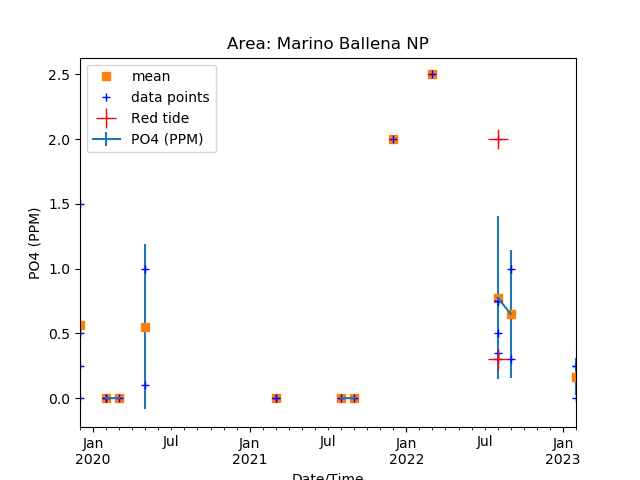 Area: Marino Ballena NP
mean
data points
Red tide
PO4 (PPM)
PO4 (PPM)
2.5
2.0
1.5
1.0
0.5
0.0
Jan Jul Jan Jul Jan Jul Jan
2020 2021 2022 2023
Date/Time